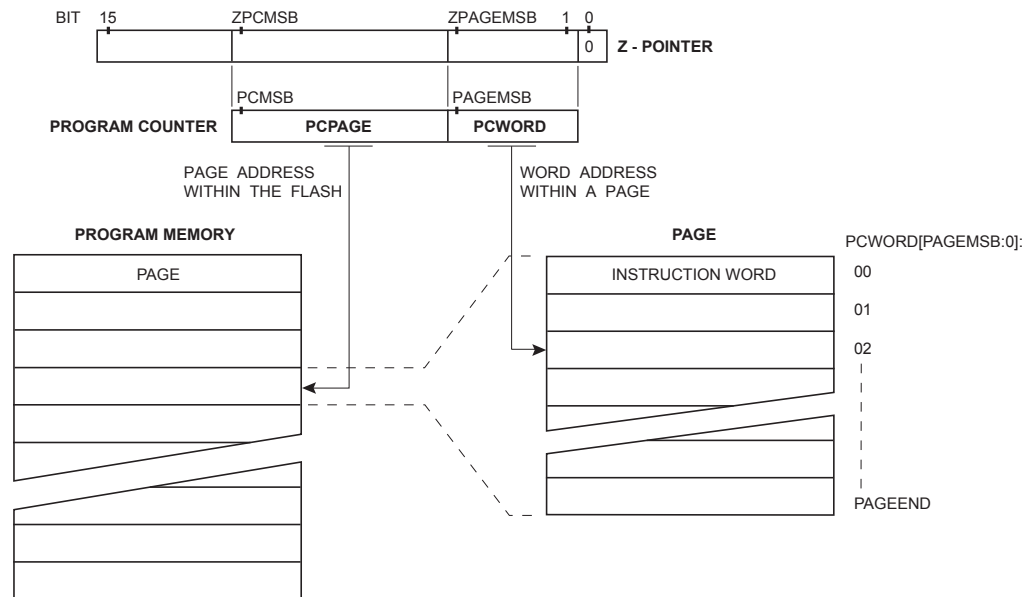 BIT 15 ZPCMSB ZPAGEMSB 1 0
0 Z - POINTER
PCMSB PAGEMSB
PROGRAM COUNTER PCPAGE PCWORD
PAGE ADDRESS
WITHIN THE FLASH
WORD ADDRESS
WITHIN A PAGE
PROGRAM MEMORY
PAGE
PAGE
PCWORD[PAGEMSB:0]:
INSTRUCTION WORD
00
01
02
PAGEEND